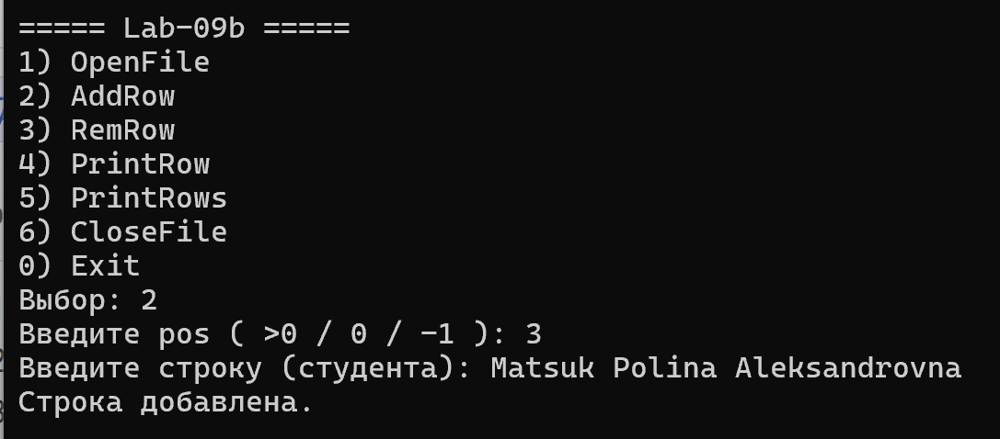 ===== Lab-09b =====
1) OpenFile
2) AddRow
3) RemRow
4) PrintRow
5) PrintRows
6) CloseFile
0) Exit
Выбор: 2
Введите pos ( >0 / 0 / -1 ): 3
Введите строку (студента): Matsuk Polina Aleksandrovna
Строка добавлена.